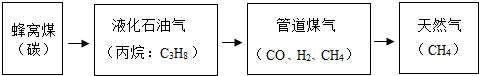 蜂窝煤
（碳）
液化石油气
（丙烷：C₃H₈）
管道煤气
（CO、H₂、CH₄）
天然气
（CH₄）